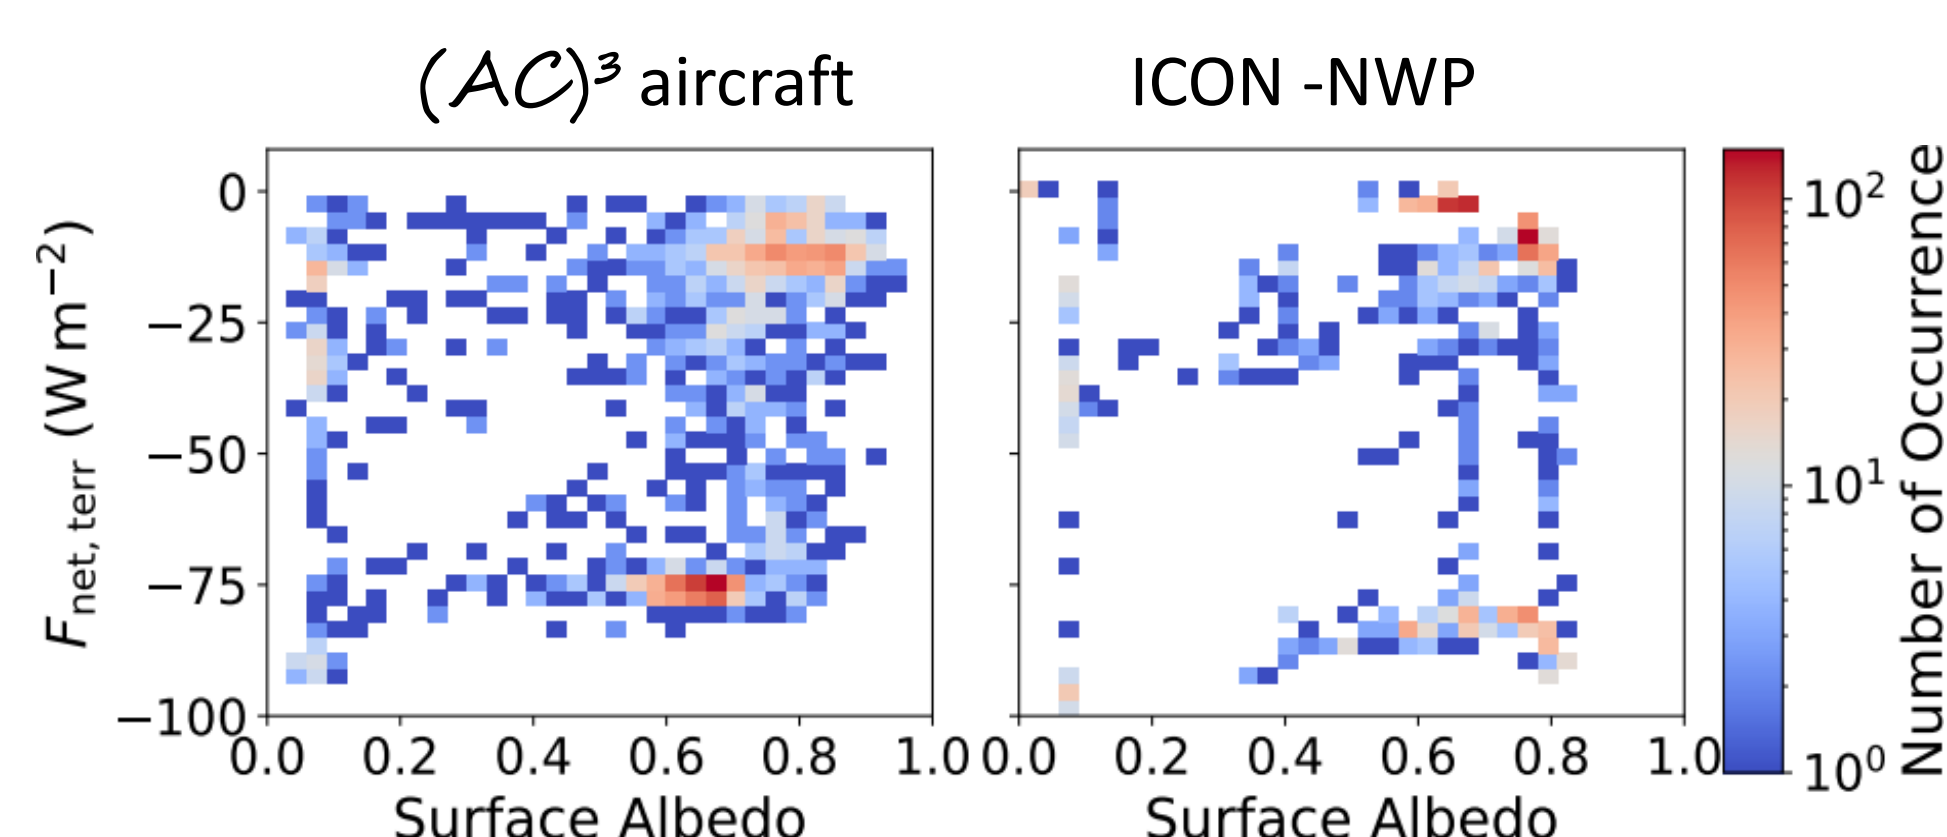 (AC)³ aircraft
ICON -NWP
F_net, terr (W m⁻²)
0
−25
−50
−75
−100
0.0 0.2 0.4 0.6 0.8 1.0
Surface Albedo
0.0 0.2 0.4 0.6 0.8 1.0
Surface Albedo
10²
10¹
10⁰
Number of Occurrence